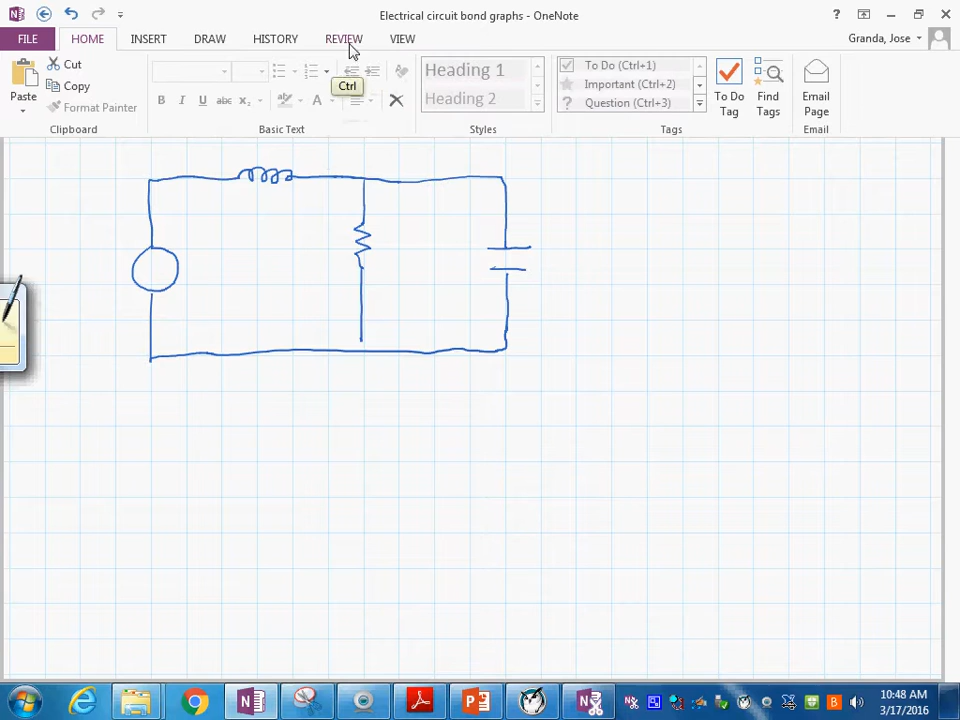 Electrical circuit bond graphs - OneNote
FILE HOME INSERT DRAW HISTORY REVIEW VIEW
Granda, Jose
Paste
Cut
Copy
Format Painter
Clipboard
Ctrl
B I U abc X₂ A
Basic Text
Heading 1
Heading 2
Styles
To Do (Ctrl+1)
Important (Ctrl+2)
? Question (Ctrl+3)
Tags
To Do
Tag
Find
Tags
Email
Page
Email
10:48 AM
3/17/2016